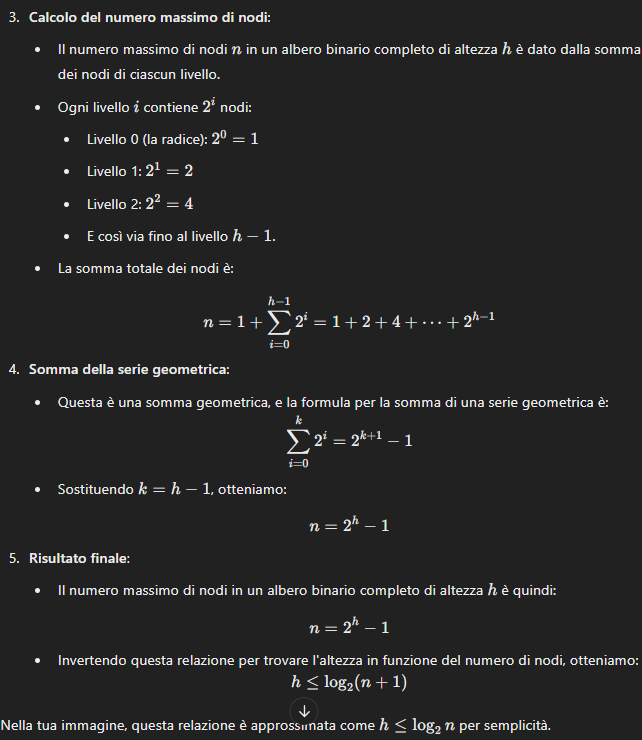 3. Calcolo del numero massimo di nodi:
• Il numero massimo di nodi n in un albero binario completo di altezza h è dato dalla somma
dei nodi di ciascun livello.
• Ogni livello i contiene 2^i nodi:
• Livello 0 (la radice): 2^0 = 1
• Livello 1: 2^1 = 2
• Livello 2: 2^2 = 4
• E così via fino al livello h − 1.
• La somma totale dei nodi è:
n = 1 + ∑_{i=0}^{h−1} 2^i = 1 + 2 + 4 + ⋯ + 2^{h−1}
4. Somma della serie geometrica:
• Questa è una somma geometrica, e la formula per la somma di una serie geometrica è:
∑_{i=0}^{k} 2^i = 2^{k+1} − 1
• Sostituendo k = h − 1, otteniamo:
n = 2^h − 1
5. Risultato finale:
• Il numero massimo di nodi in un albero binario completo di altezza h è quindi:
n = 2^h − 1
• Invertendo questa relazione per trovare l'altezza in funzione del numero di nodi, otteniamo:
h ≤ log_2(n + 1)
Nella tua immagine, questa relazione è approssimata come h ≤ log_2 n per semplicità.